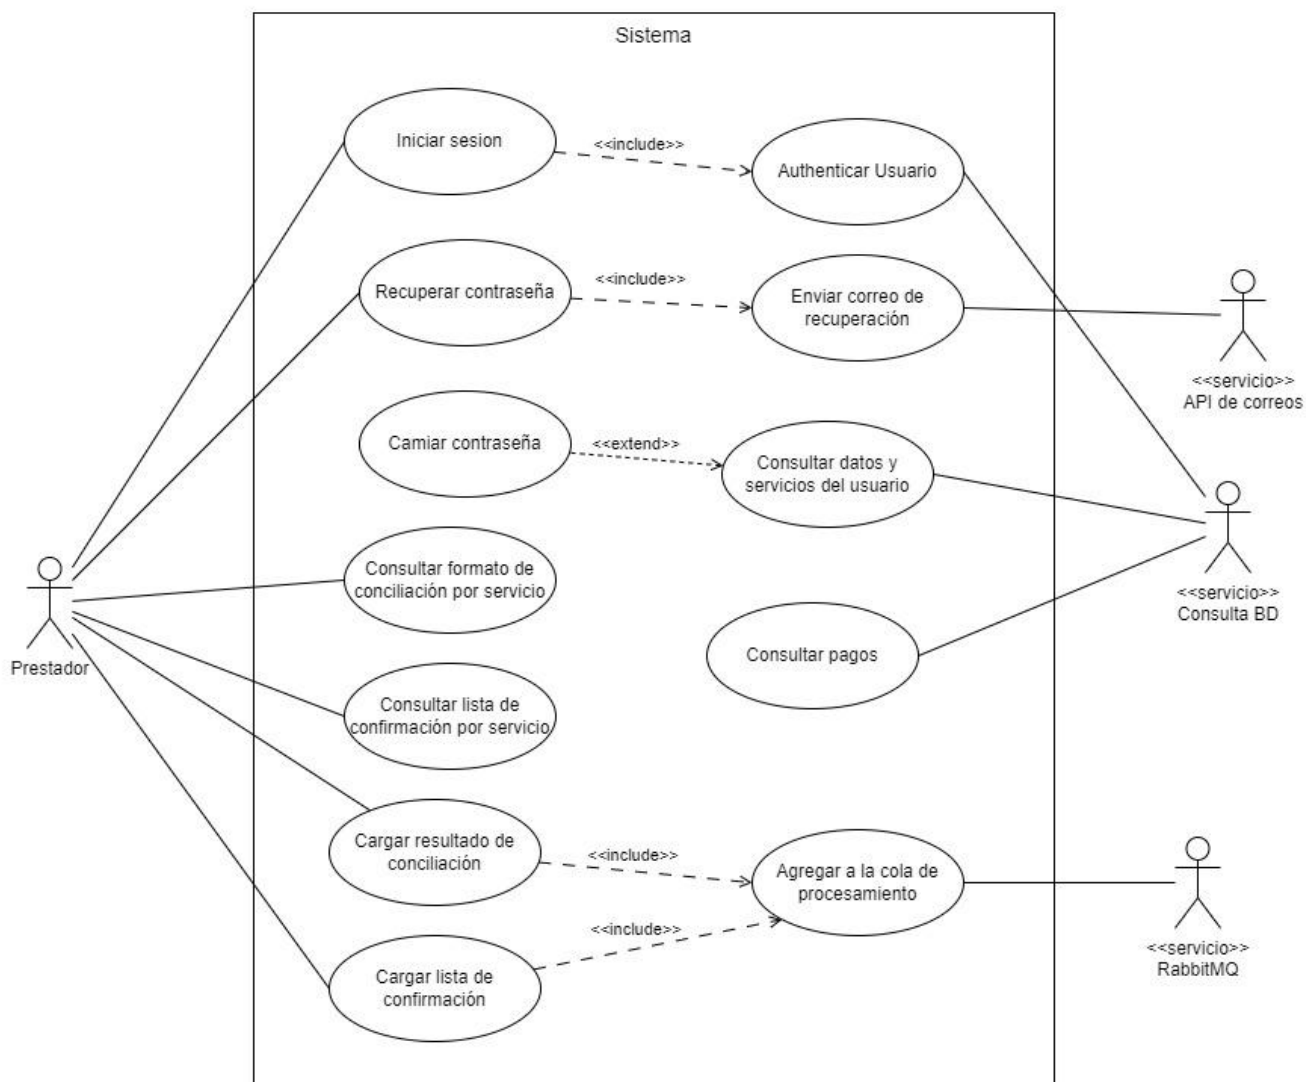 Sistema
Iniciar sesion
<<include>>
Authenticar Usuario
Recuperar contraseña
<<include>>
Enviar correo de
recuperación
<<servicio>>
API de correos
Camiar contraseña
<<extend>>
Consultar datos y
servicios del usuario
<<servicio>>
Consulta BD
Consultar formato de
conciliación por servicio
Prestador
Consultar pagos
Consultar lista de
confirmación por servicio
Cargar resultado de
conciliación
<<include>>
Agregar a la cola de
procesamiento
<<include>>
<<servicio>>
RabbitMQ
Cargar lista de
confirmación